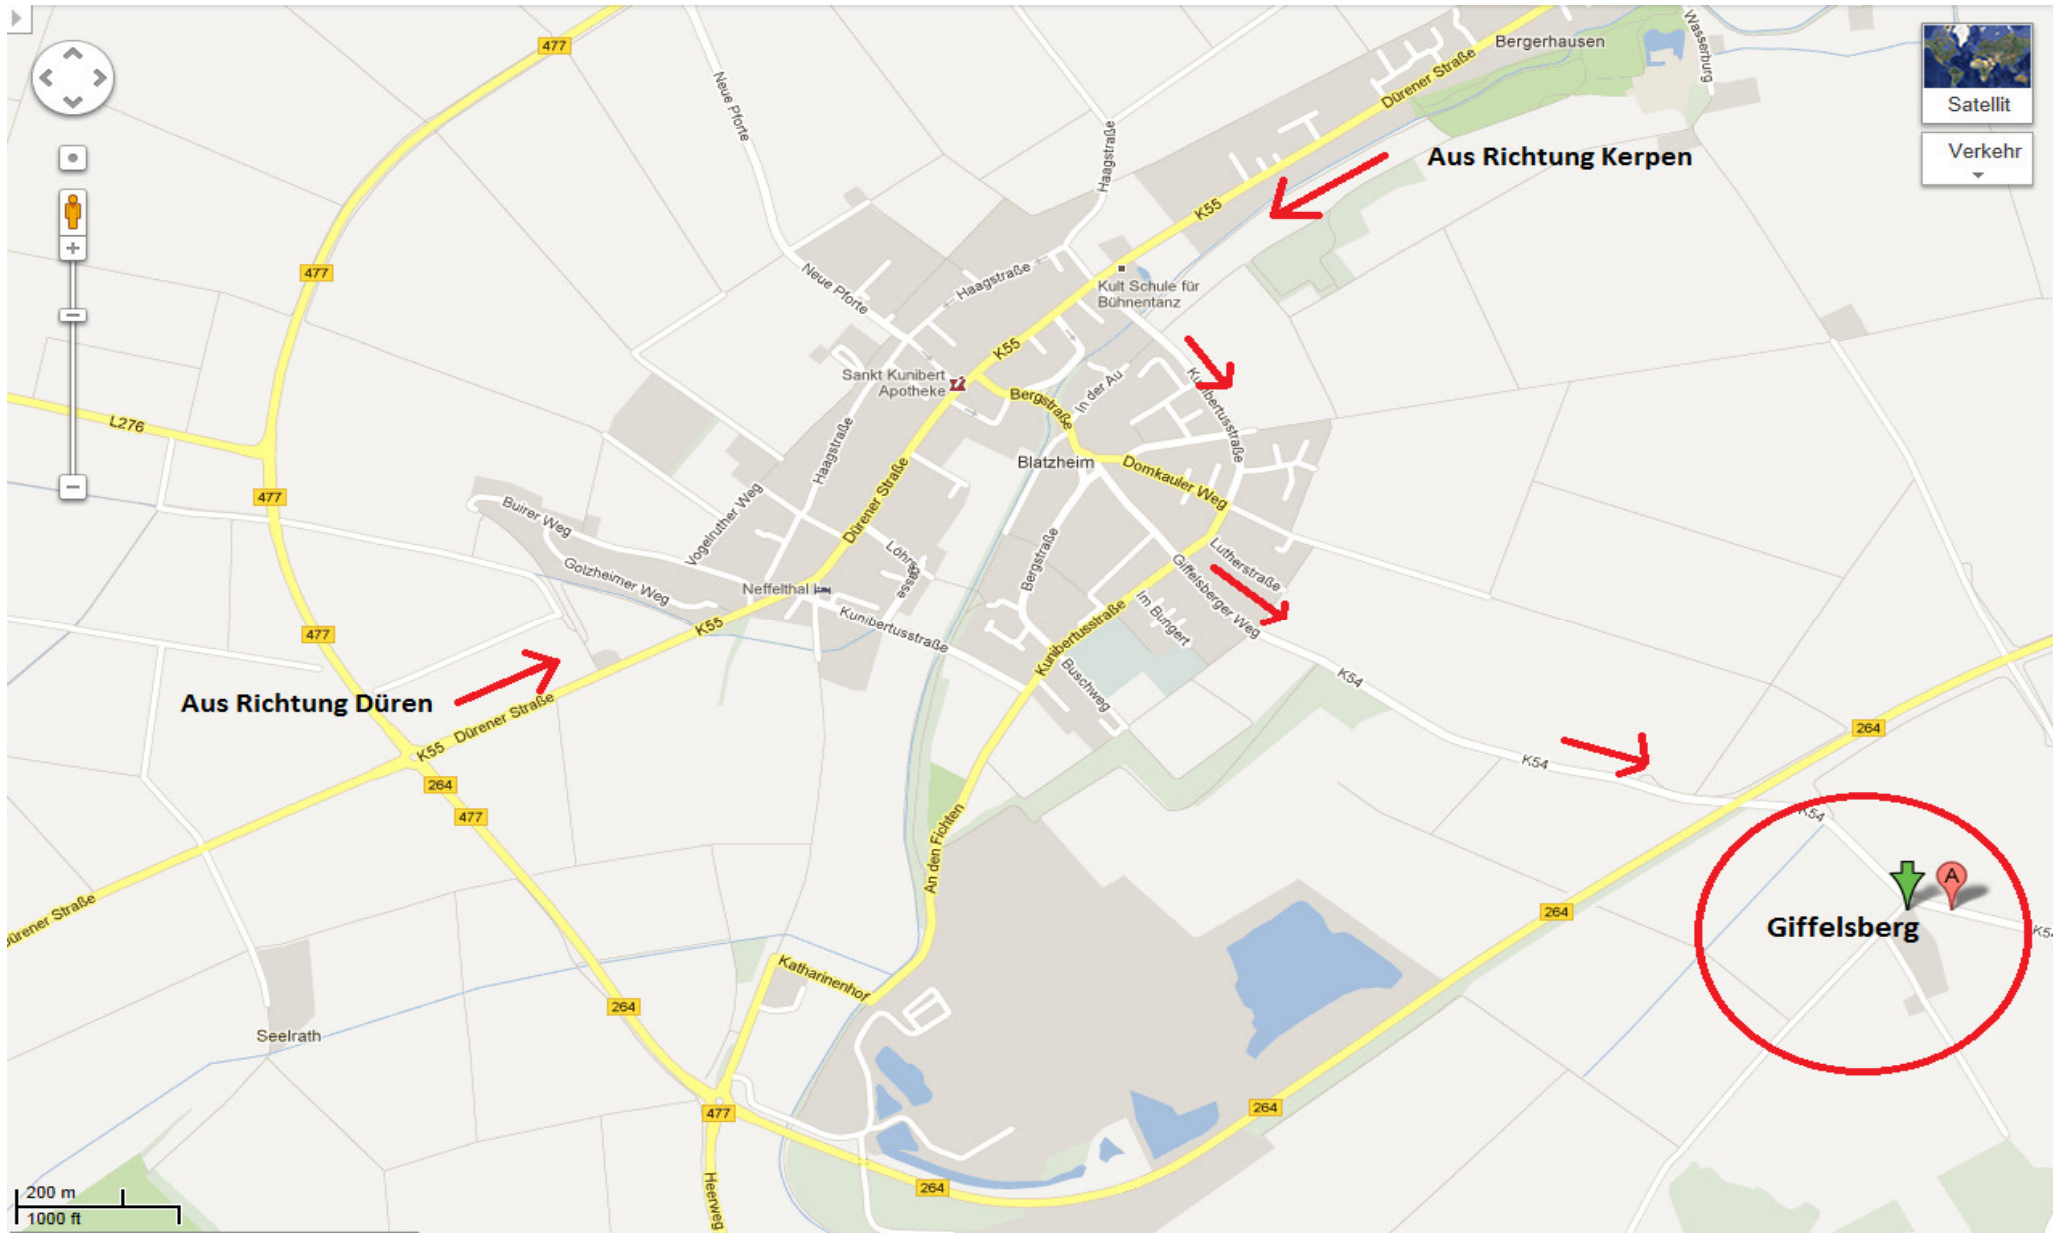 477
Bergerhausen
Wasserburg
Satellit
Verkehr
Neue Pforte
Dürener Straße
Haagstraße
Aus Richtung Kerpen
K55
477
Neue Pforte
Haagstraße
Kult Schule für
Bühnentanz
K55
Sankt Kunibert
Apotheke
Bergstraße
In der Au
Kunibertusstraße
L276
Haagstraße
Blatzheim
Domkauler Weg
477
Dürener Straße
Buirer Weg
Vogelruther Weg
Löhrgasse
Bergstraße
Lutherstraße
Golzheimer Weg
Neffelthal
Giffelsberger Weg
Im Bungert
477
K55
Kunibertusstraße
Kunibertusstraße
Buschweg
K54
Aus Richtung Düren
K55
Dürener Straße
264
K54
264
477
K54
An den Fichten
A
Dürener Straße
264
Giffelsberg
K54
Katharinenhof
264
Seelrath
477
264
Heerweg
264
200 m
1000 ft